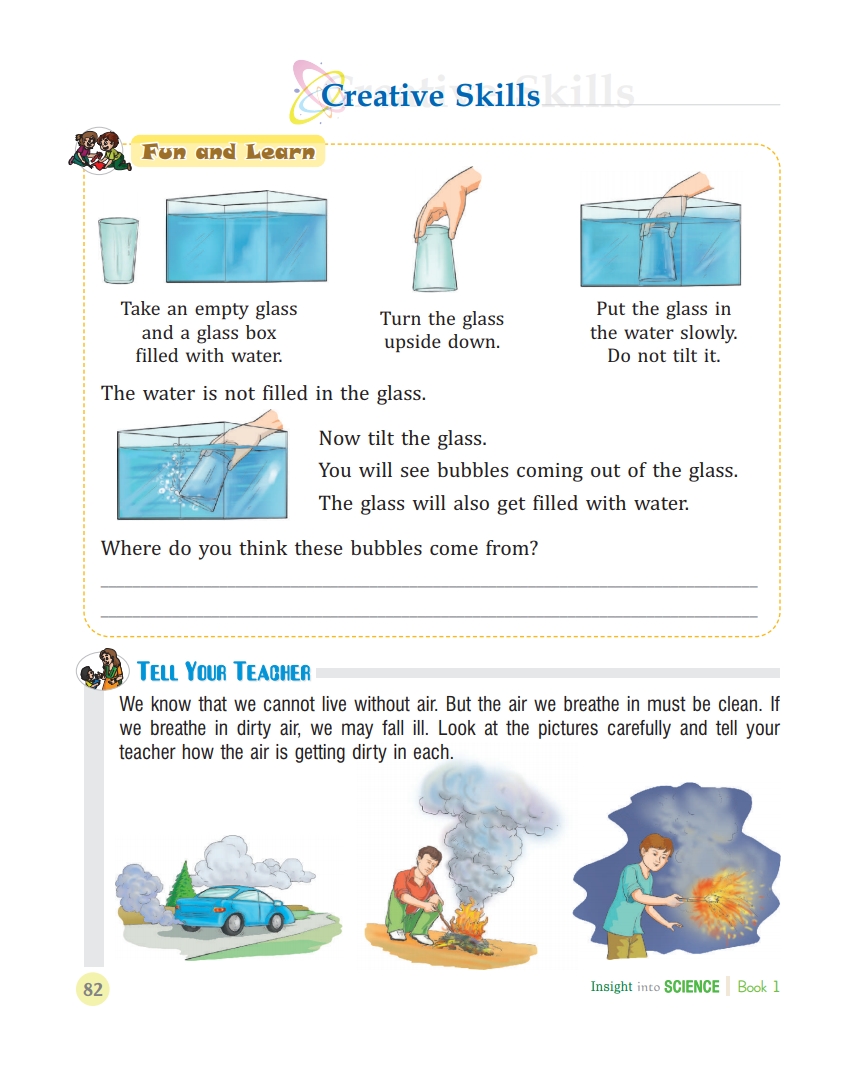 Creative Skills
Fun and Learn
Take an empty glass
and a glass box
filled with water.
Turn the glass
upside down.
Put the glass in
the water slowly.
Do not tilt it.
The water is not filled in the glass.
Now tilt the glass.
You will see bubbles coming out of the glass.
The glass will also get filled with water.
Where do you think these bubbles come from?
TELL YOUR TEACHER
We know that we cannot live without air. But the air we breathe in must be clean. If
we breathe in dirty air, we may fall ill. Look at the pictures carefully and tell your
teacher how the air is getting dirty in each.
82
Insight into SCIENCE Book 1